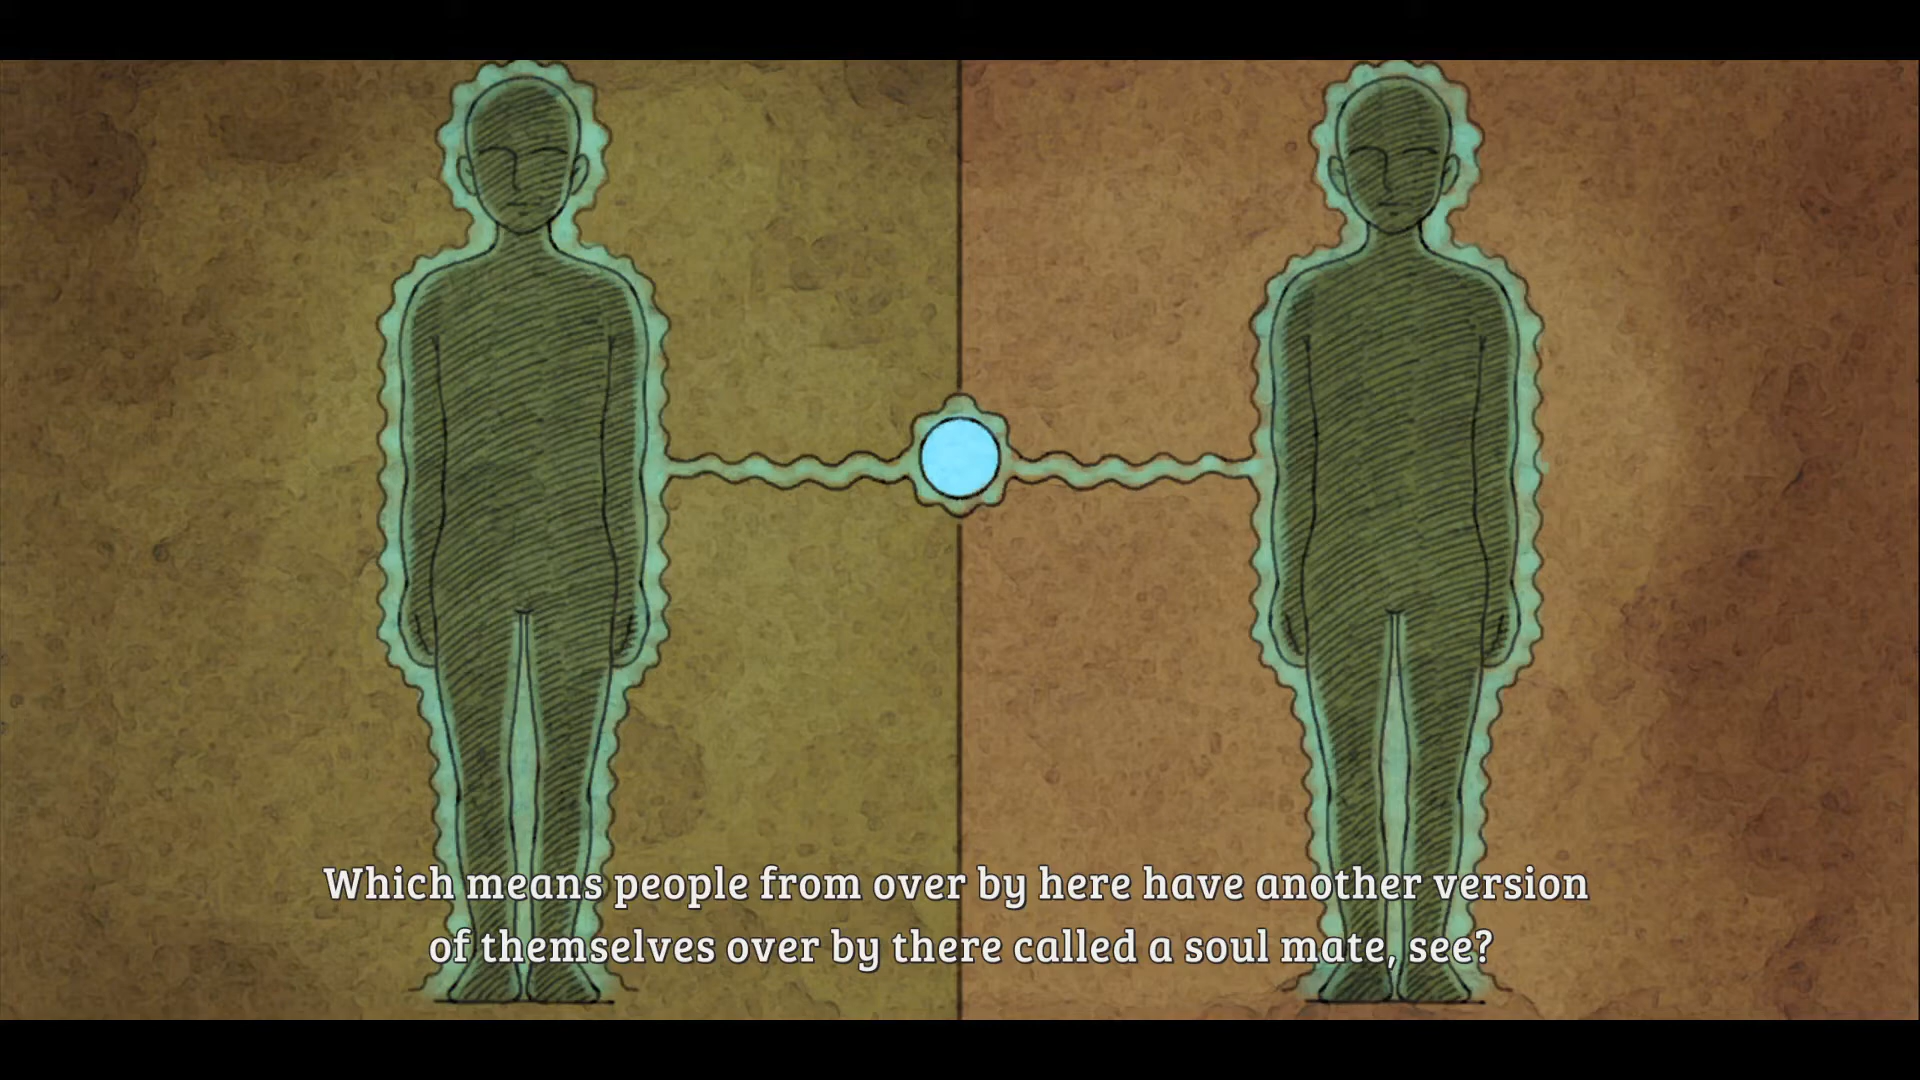 Which means people from over by here have another version
of themselves over by there called a soul mate, see?